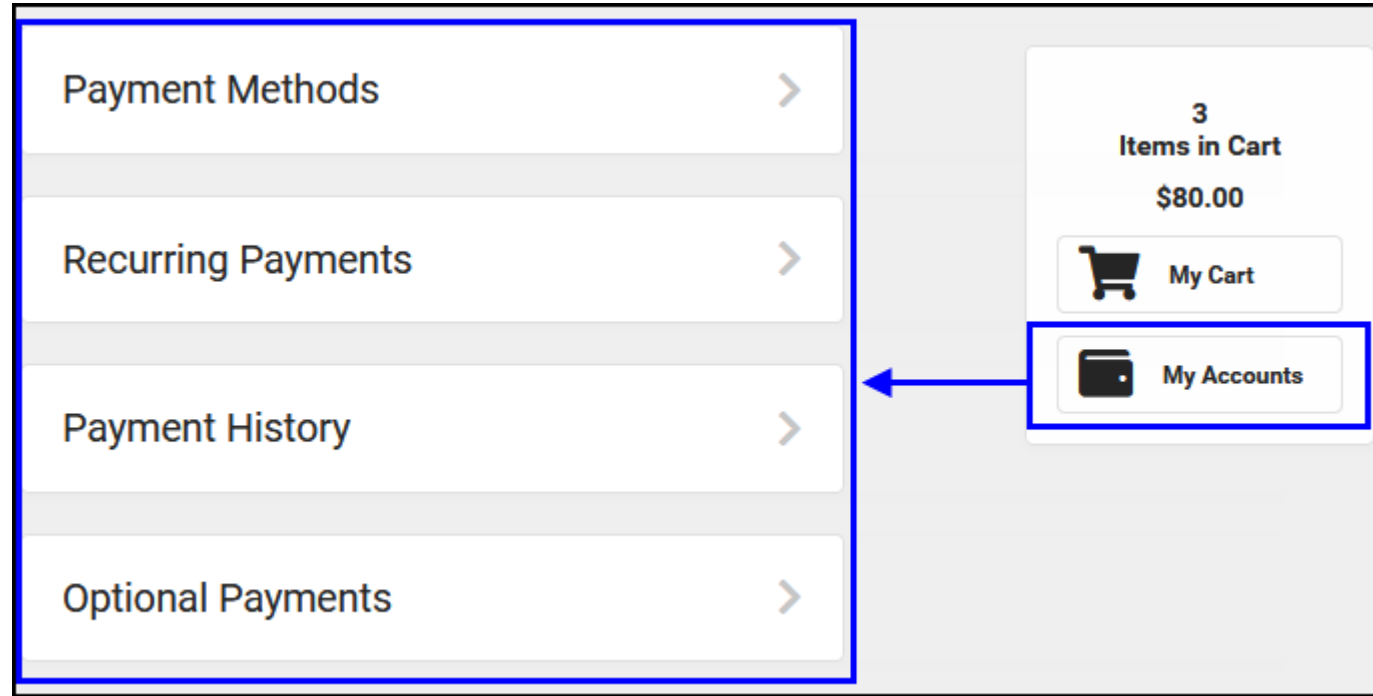 Payment Methods
Recurring Payments
Payment History
Optional Payments
3
Items in Cart
$80.00
My Cart
My Accounts